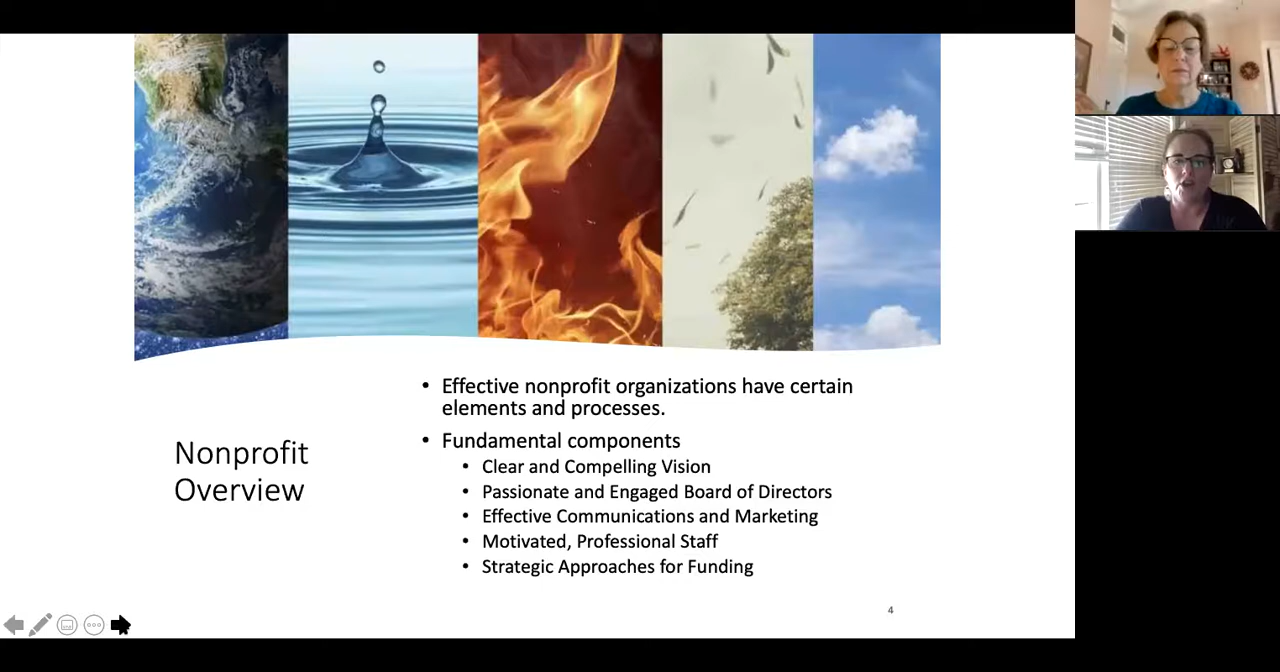 Nonprofit
Overview
• Effective nonprofit organizations have certain
elements and processes.
• Fundamental components
• Clear and Compelling Vision
• Passionate and Engaged Board of Directors
• Effective Communications and Marketing
• Motivated, Professional Staff
• Strategic Approaches for Funding
4